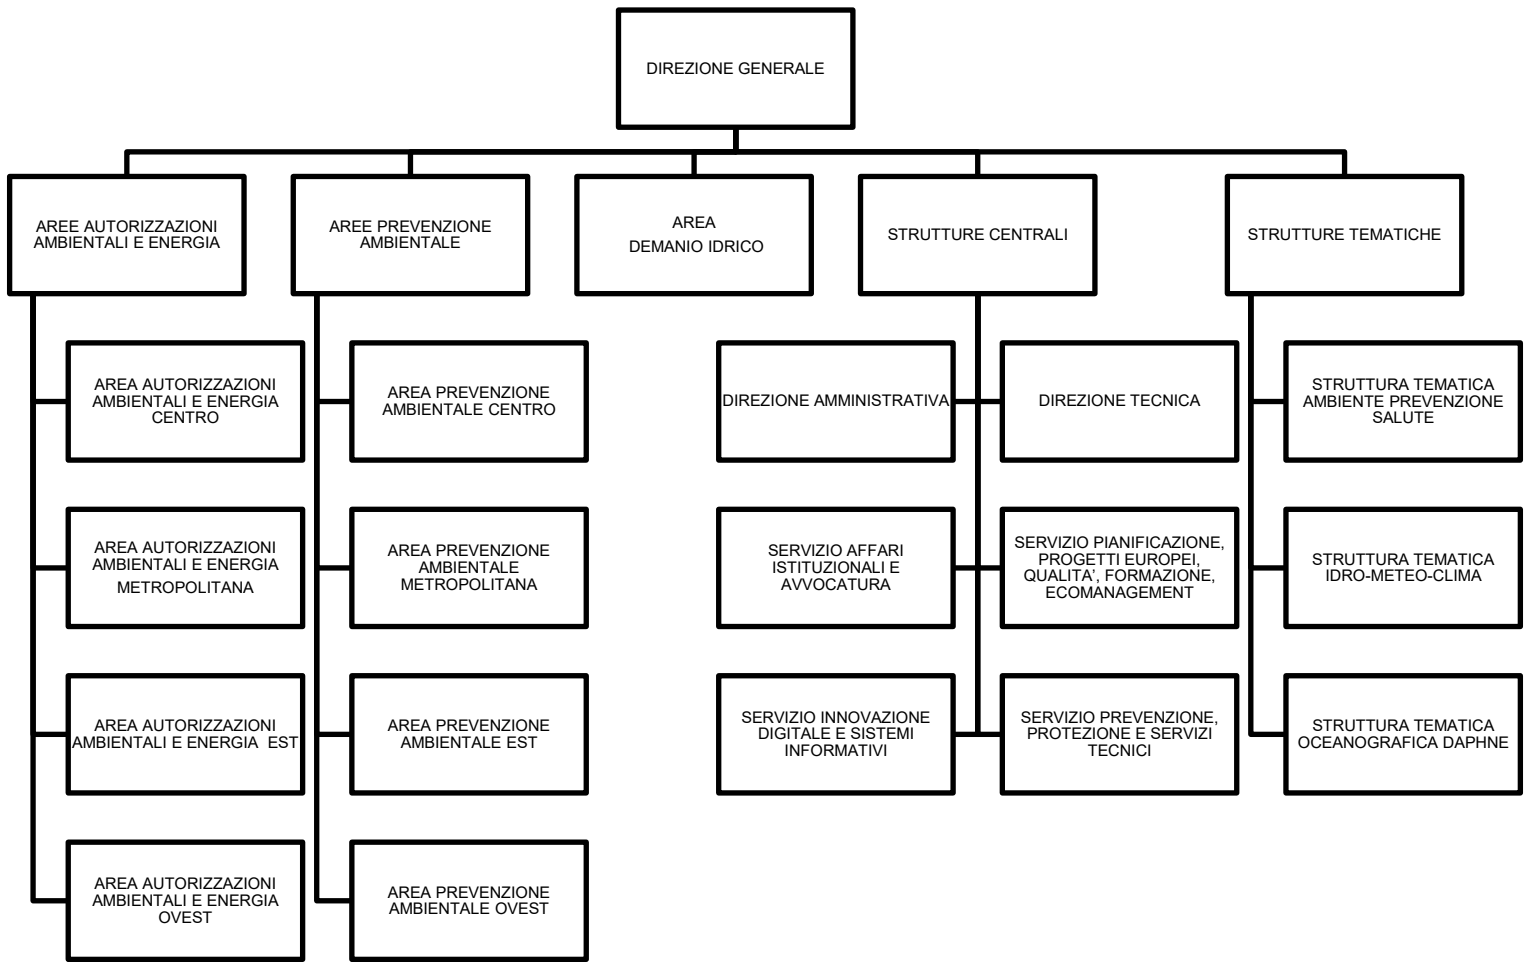 DIREZIONE GENERALE
AREE AUTORIZZAZIONI
AMBIENTALI E ENERGIA
AREE PREVENZIONE
AMBIENTALE
AREA
DEMANIO IDRICO
STRUTTURE CENTRALI
STRUTTURE TEMATICHE
AREA AUTORIZZAZIONI
AMBIENTALI E ENERGIA
CENTRO
AREA AUTORIZZAZIONI
AMBIENTALI E ENERGIA
METROPOLITANA
AREA AUTORIZZAZIONI
AMBIENTALI E ENERGIA EST
AREA AUTORIZZAZIONI
AMBIENTALI E ENERGIA
OVEST
AREA PREVENZIONE
AMBIENTALE CENTRO
AREA PREVENZIONE
AMBIENTALE
METROPOLITANA
AREA PREVENZIONE
AMBIENTALE EST
AREA PREVENZIONE
AMBIENTALE OVEST
DIREZIONE AMMINISTRATIVA
DIREZIONE TECNICA
SERVIZIO AFFARI
ISTITUZIONALI E
AVVOCATURA
SERVIZIO PIANIFICAZIONE,
PROGETTI EUROPEI,
QUALITA’, FORMAZIONE,
ECOMANAGEMENT
SERVIZIO INNOVAZIONE
DIGITALE E SISTEMI
INFORMATIVI
SERVIZIO PREVENZIONE,
PROTEZIONE E SERVIZI
TECNICI
STRUTTURA TEMATICA
AMBIENTE PREVENZIONE
SALUTE
STRUTTURA TEMATICA
IDRO-METEO-CLIMA
STRUTTURA TEMATICA
OCEANOGRAFICA DAPHNE